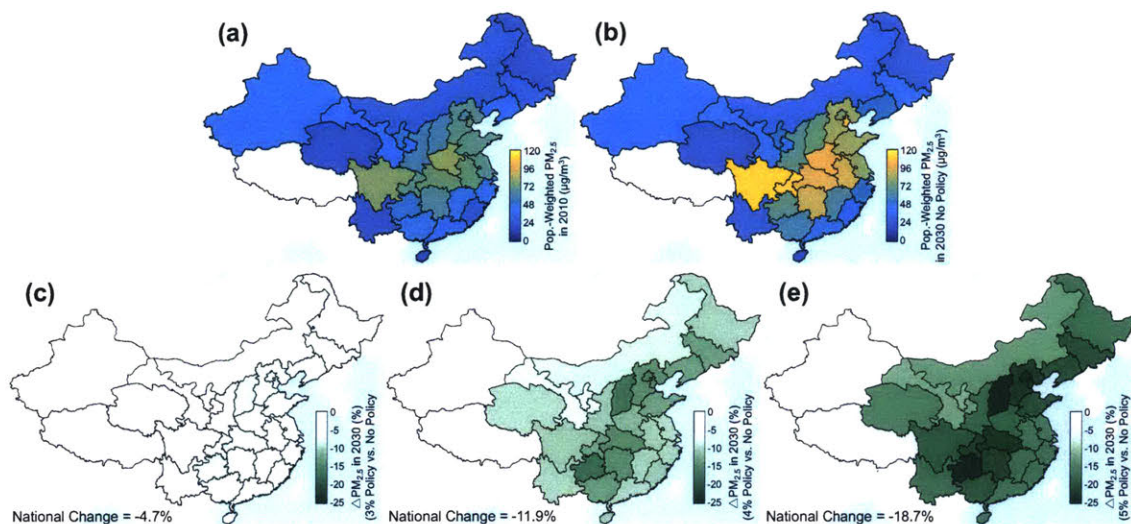 (a)
120
96
72
48
24
0
Pop.-Weighted PM2.5
in 2010 (µg/m³)
(b)
120
96
72
48
24
0
Pop.-Weighted PM2.5
in 2030 No Policy (µg/m³)
(c)
0
-5
-10
-15
-20
-25
△PM2.5 in 2030 (%)
(3% Policy vs. No Policy
National Change = -4.7%
(d)
0
-5
-10
-15
-20
-25
△PM2.5 in 2030 (%)
(4% Policy vs. No Policy
National Change = -11.9%
(e)
0
-5
-10
-15
-20
-25
△PM2.5 in 2030 (%)
(5% Policy vs. No Policy
National Change = -18.7%